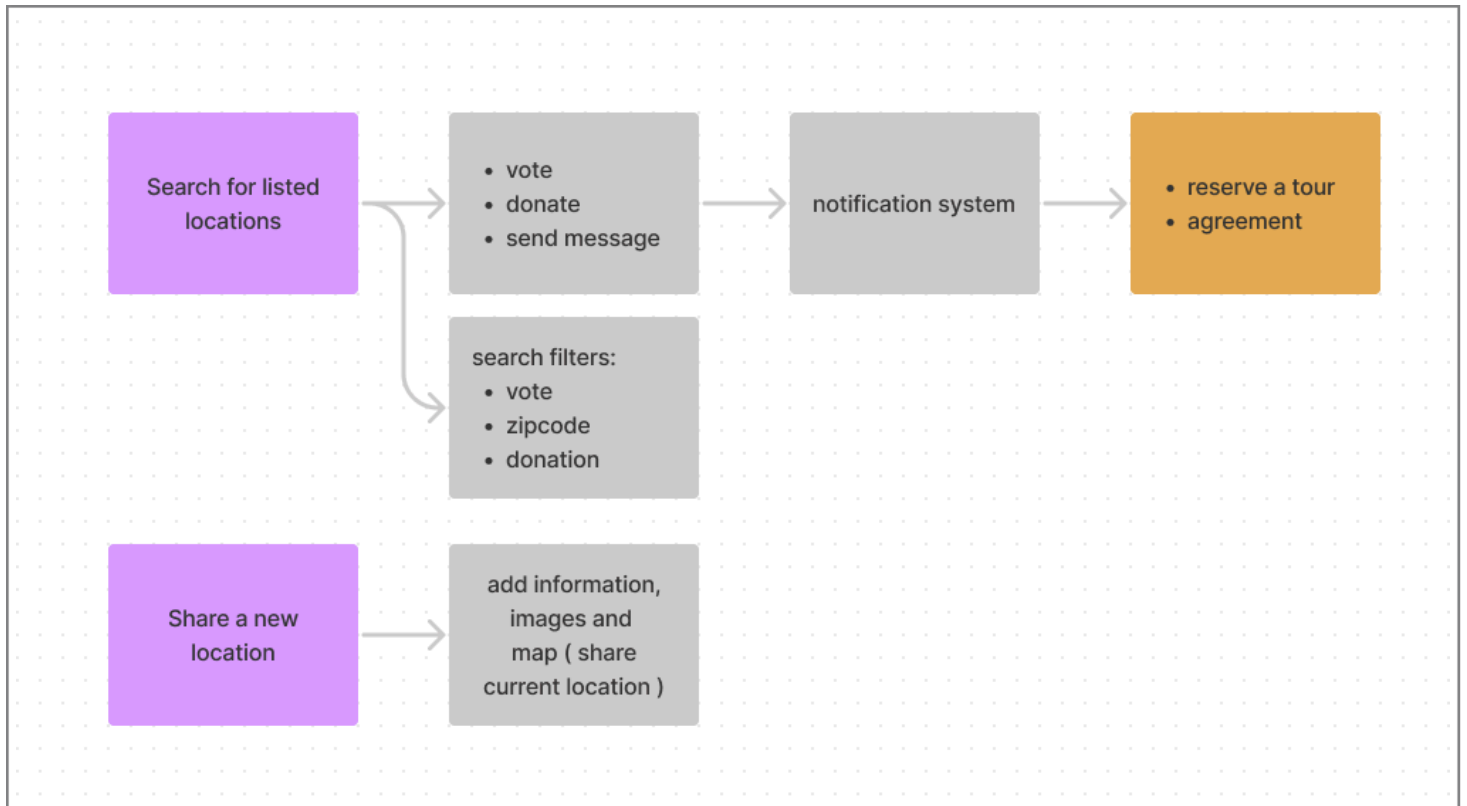 Search for listed
locations
• vote
• donate
• send message
notification system
• reserve a tour
• agreement
search filters:
• vote
• zipcode
• donation
Share a new
location
add information,
images and
map ( share
current location )